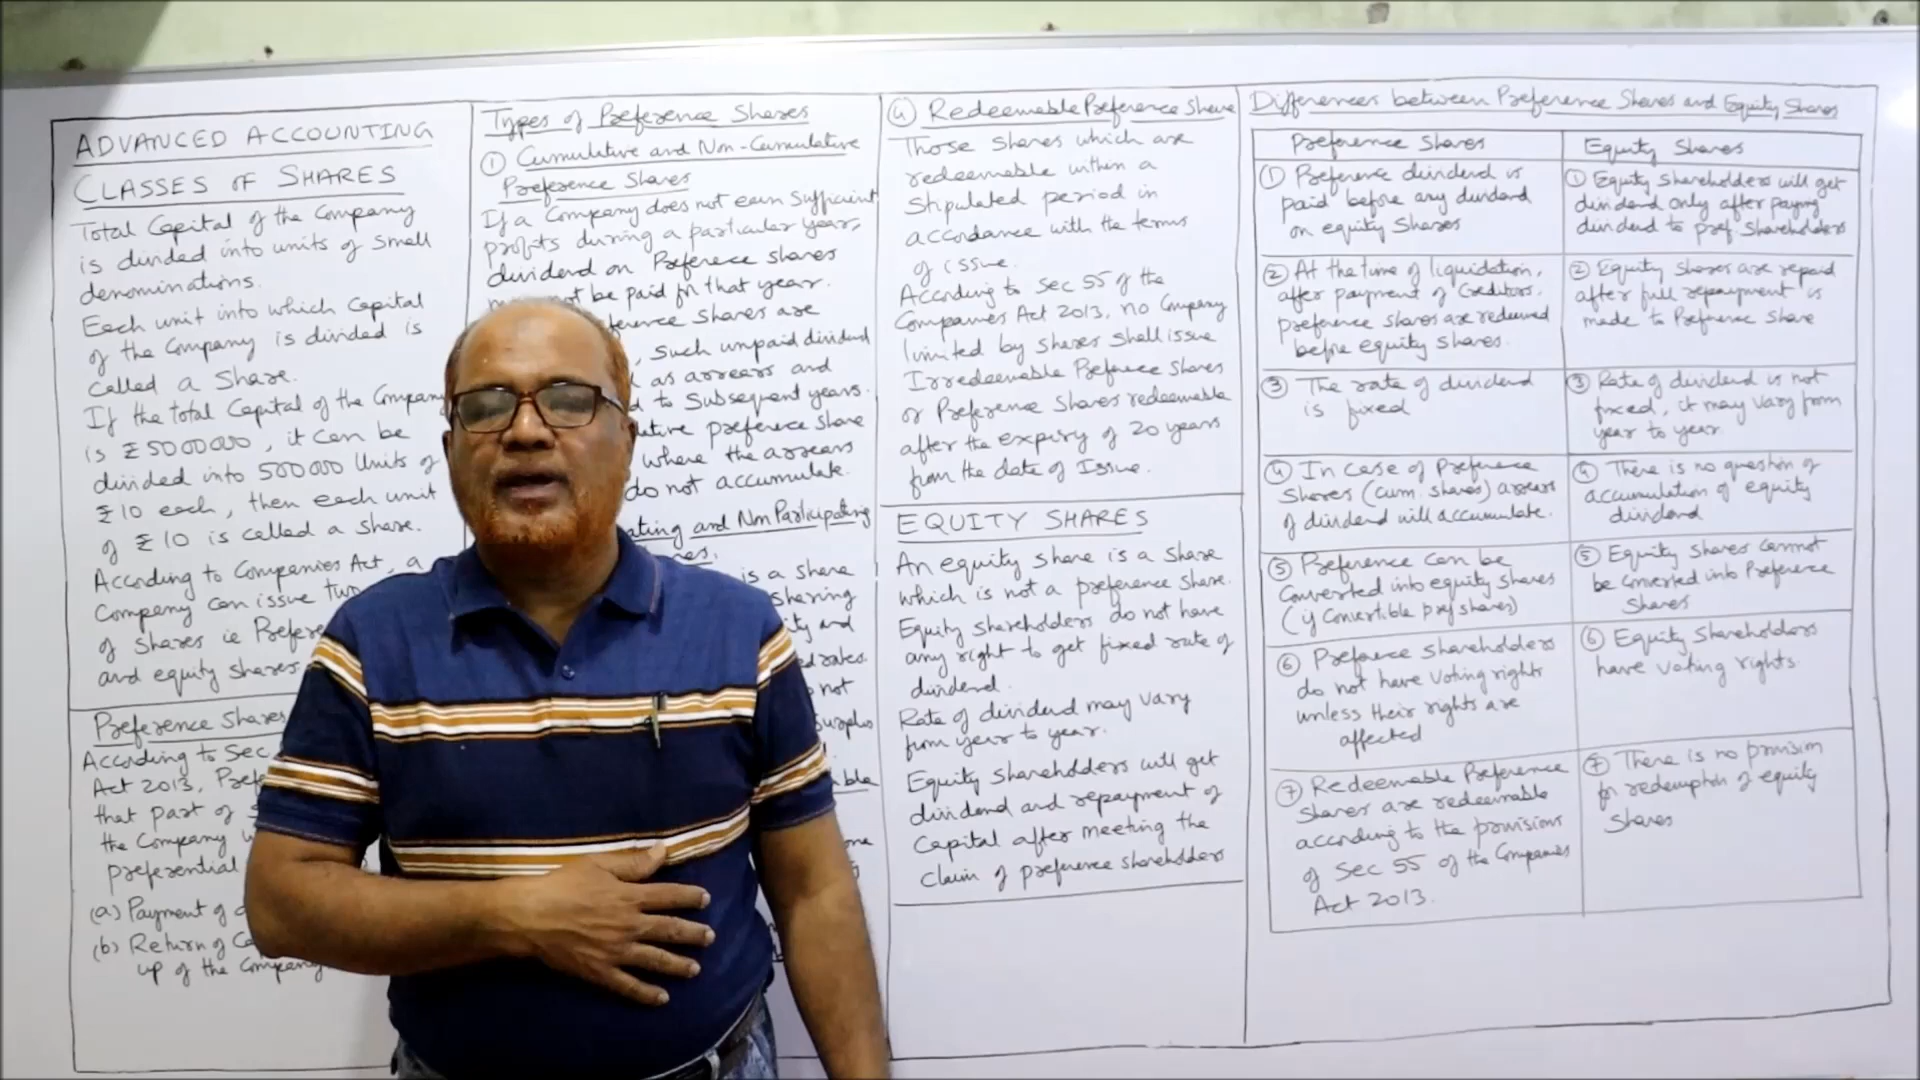 ADVANCED ACCOUNTING
CLASSES OF SHARES
Total Capital of the Company
is divided into units of small
denominations.
Each unit into which Capital
of the Company is divided is
called a Share.
If the total Capital of the Company
is ₹ 5000000, it can be
divided into 500000 Units of
₹ 10 each, then each unit
of ₹ 10 is called a share.
According to Companies Act, a
Company can issue two
of Shares ie
and equity shares.
Preference Shares
According to Sec
Act 2013,
that part of
the Company
preferential
(a) Payment of
(b) Return of
up of the Company
Types of Preference Shares
① Cumulative and Non-Cumulative
Preference Shares
If a Company does not earn sufficient
profits during a particular year,
dividend on Preference shares
not be paid for that year.
Shares are
, such unpaid dividend
as arrears and
to Subsequent years.
preference share
where the arrears
do not accumulate.
and Non Participating
is a share
sharing
and
rates.
not
surplus
④ Redeemable Preference Share
Those shares which are
redeemable within a
stipulated period in
accordance with the terms
of issue.
According to Sec 55 of the
Companies Act 2013, no Company
limited by shares shall issue
Irredeemable Preference Shares
or Preference Shares redeemable
after the expiry of 20 years
from the date of Issue.
EQUITY SHARES
An equity share is a share
which is not a preference share.
Equity shareholders do not have
any right to get fixed rate of
dividend.
Rate of dividend may vary
from year to year.
Equity shareholders will get
dividend and repayment of
Capital after meeting the
claim of preference shareholders
Differences between Preference Shares and Equity Shares
Preference Shares
① Preference dividend is
paid before any dividend
on equity Shares
② At the time of liquidation,
after payment of Creditors,
preference shares are redeemed
before equity shares.
③ The rate of dividend
is fixed
④ In case of Preference
Shares (cum. shares) arrears
of dividend will accumulate.
⑤ Preference can be
Converted into equity shares
(if Convertible pref shares)
⑥ Preference shareholders
do not have voting rights
unless their rights are
affected
⑦ Redeemable Preference
shares are redeemable
according to the provisions
of Sec 55 of the Companies
Act 2013.
Equity Shares
① Equity shareholders will get
dividend only after paying
dividend to pref. Shareholders
② Equity shares are repaid
after full repayment is
made to Preference Share
③ Rate of dividend is not
fixed, it may vary from
year to year
④ There is no question of
accumulation of equity
dividend
⑤ Equity Shares cannot
be Converted into Preference
Shares
⑥ Equity Shareholders
have voting rights.
⑦ There is no provision
for redemption of equity
Shares